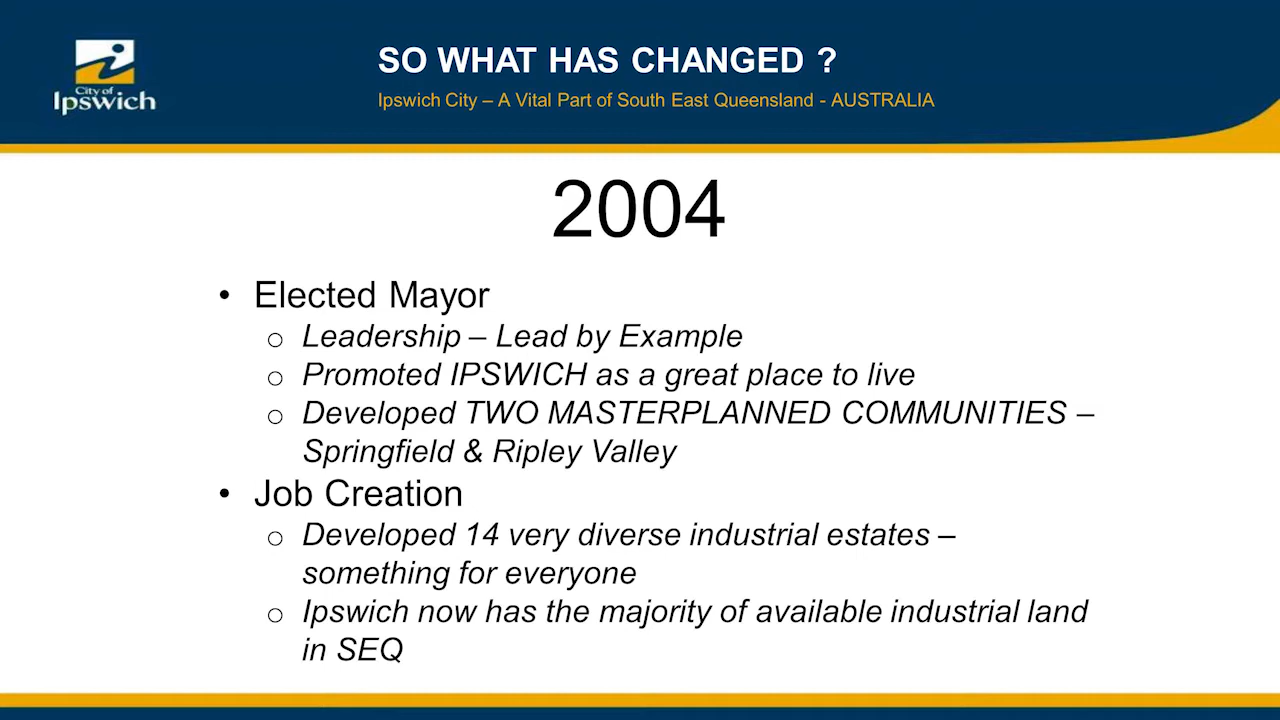 SO WHAT HAS CHANGED ?
City of
Ipswich
Ipswich City – A Vital Part of South East Queensland - AUSTRALIA
2004
• Elected Mayor
o Leadership – Lead by Example
o Promoted IPSWICH as a great place to live
o Developed TWO MASTERPLANNED COMMUNITIES –
Springfield & Ripley Valley
• Job Creation
o Developed 14 very diverse industrial estates –
something for everyone
o Ipswich now has the majority of available industrial land
in SEQ